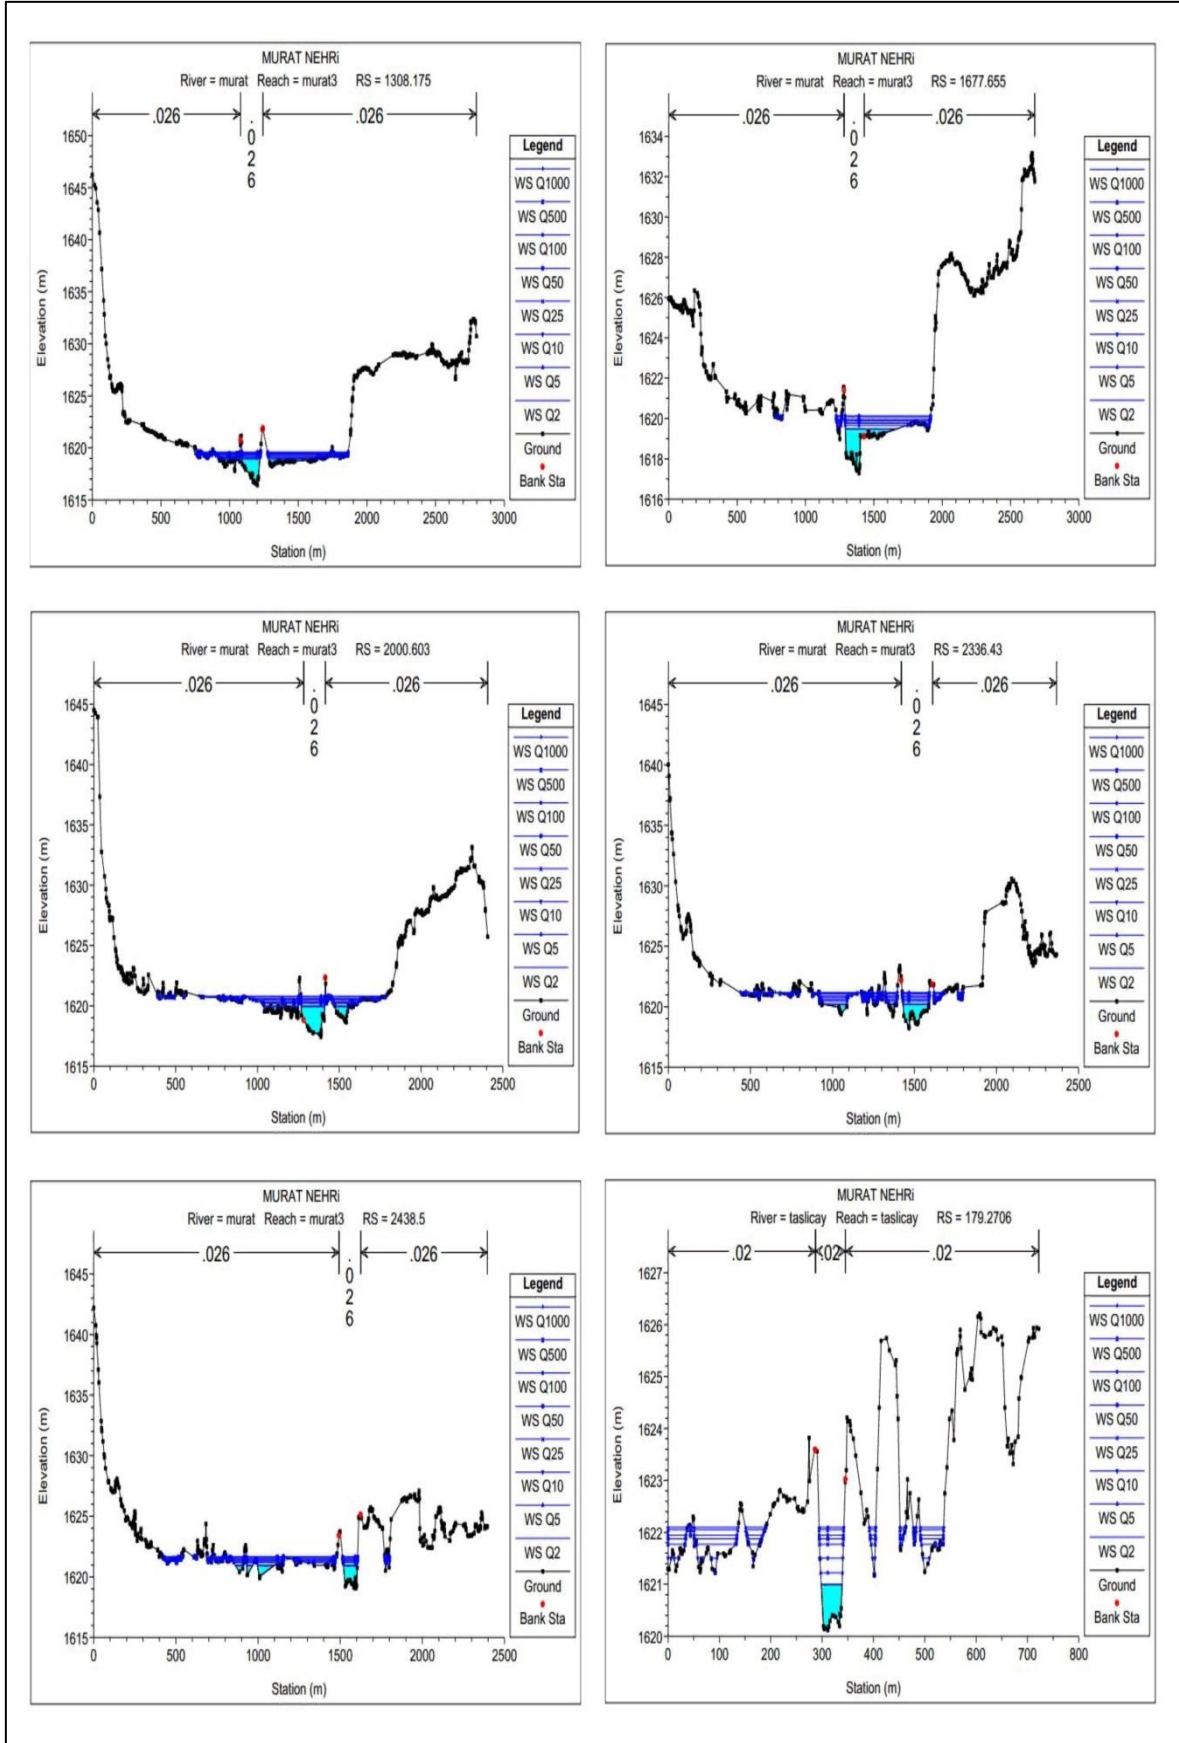 MURAT NEHRi
River = murat Reach = murat3 RS = 1308.175
.026
.026
.026
Elevation (m)
1650
1645
1640
1635
1630
1625
1620
1615
0 500 1000 1500 2000 2500 3000
Station (m)
Legend
WS Q1000
WS Q500
WS Q100
WS Q50
WS Q25
WS Q10
WS Q5
WS Q2
Ground
Bank Sta
MURAT NEHRi
River = murat Reach = murat3 RS = 1677.655
.026
.026
.026
Elevation (m)
1634
1632
1630
1628
1626
1624
1622
1620
1618
1616
0 500 1000 1500 2000 2500 3000
Station (m)
Legend
WS Q1000
WS Q500
WS Q100
WS Q50
WS Q25
WS Q10
WS Q5
WS Q2
Ground
Bank Sta
MURAT NEHRi
River = murat Reach = murat3 RS = 2000.603
.026
.026
.026
Elevation (m)
1645
1640
1635
1630
1625
1620
1615
0 500 1000 1500 2000 2500
Station (m)
Legend
WS Q1000
WS Q500
WS Q100
WS Q50
WS Q25
WS Q10
WS Q5
WS Q2
Ground
Bank Sta
MURAT NEHRi
River = murat Reach = murat3 RS = 2336.43
.026
.026
.026
Elevation (m)
1645
1640
1635
1630
1625
1620
1615
0 500 1000 1500 2000 2500
Station (m)
Legend
WS Q1000
WS Q500
WS Q100
WS Q50
WS Q25
WS Q10
WS Q5
WS Q2
Ground
Bank Sta
MURAT NEHRi
River = murat Reach = murat3 RS = 2438.5
.026
.026
.026
Elevation (m)
1645
1640
1635
1630
1625
1620
1615
0 500 1000 1500 2000 2500
Station (m)
Legend
WS Q1000
WS Q500
WS Q100
WS Q50
WS Q25
WS Q10
WS Q5
WS Q2
Ground
Bank Sta
MURAT NEHRi
River = taslicay Reach = taslicay RS = 179.2706
.02 .02 .02
Elevation (m)
1627
1626
1625
1624
1623
1622
1621
1620
0 100 200 300 400 500 600 700 800
Station (m)
Legend
WS Q1000
WS Q500
WS Q100
WS Q50
WS Q25
WS Q10
WS Q5
WS Q2
Ground
Bank Sta